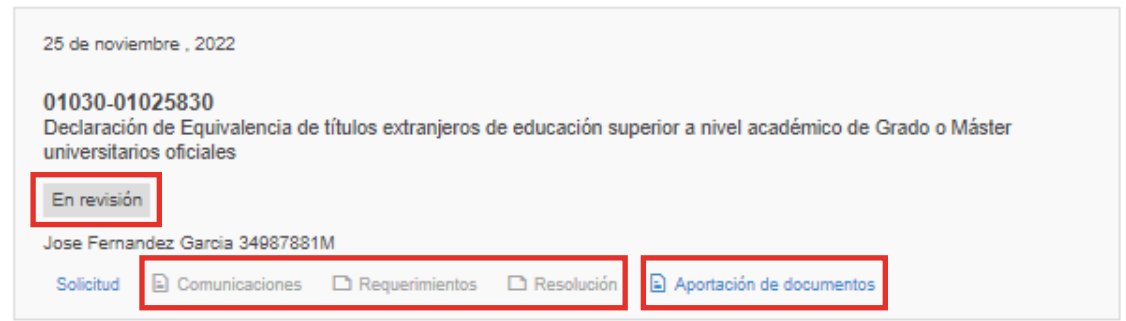 25 de noviembre , 2022
01030-01025830
Declaración de Equivalencia de títulos extranjeros de educación superior a nivel académico de Grado o Máster
universitarios oficiales
En revisión
Jose Fernandez Garcia 34987881M
Solicitud Comunicaciones Requerimientos Resolución Aportación de documentos